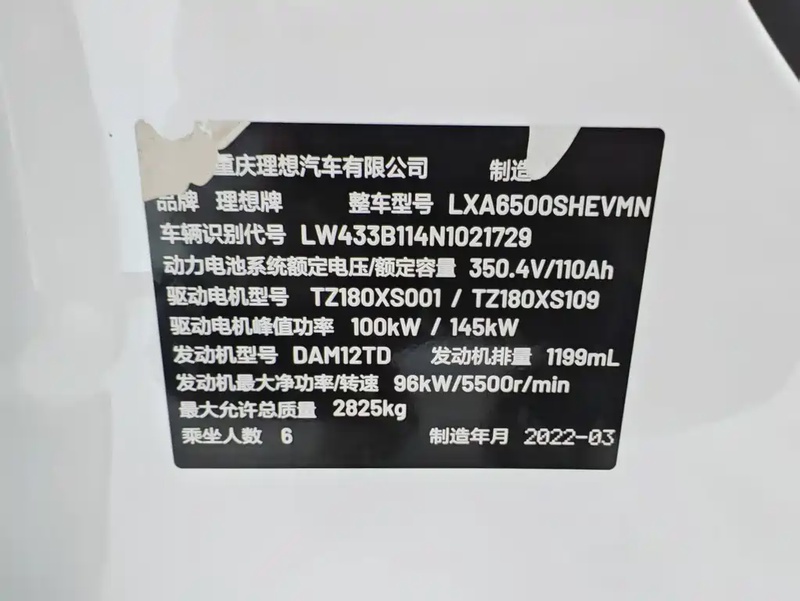 重庆理想汽车有限公司 制造
品牌 理想牌 整车型号 LXA6500SHEVMN
车辆识别代号 LW433B114N1021729
动力电池系统额定电压/额定容量 350.4V/110Ah
驱动电机型号 TZ180XS001 / TZ180XS109
驱动电机峰值功率 100kW / 145kW
发动机型号 DAM12TD 发动机排量 1199mL
发动机最大净功率/转速 96kW/5500r/min
最大允许总质量 2825kg
乘坐人数 6 制造年月 2022-03